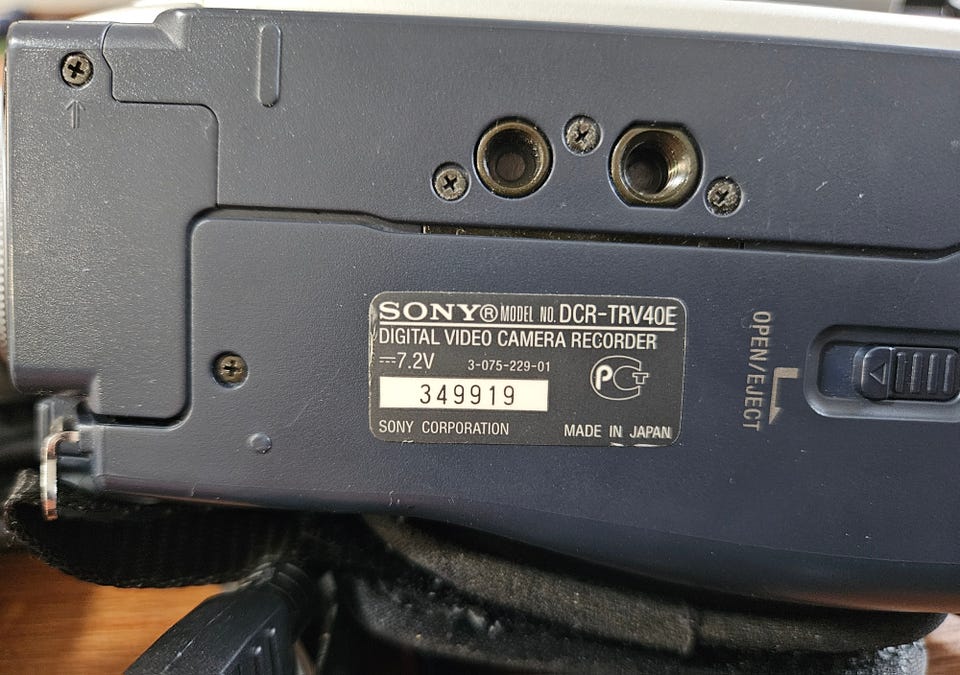 SONY® MODEL NO. DCR-TRV40E
DIGITAL VIDEO CAMERA RECORDER
⎓7.2V 3-075-229-01
РСТ
349919
SONY CORPORATION MADE IN JAPAN
OPEN/EJECT